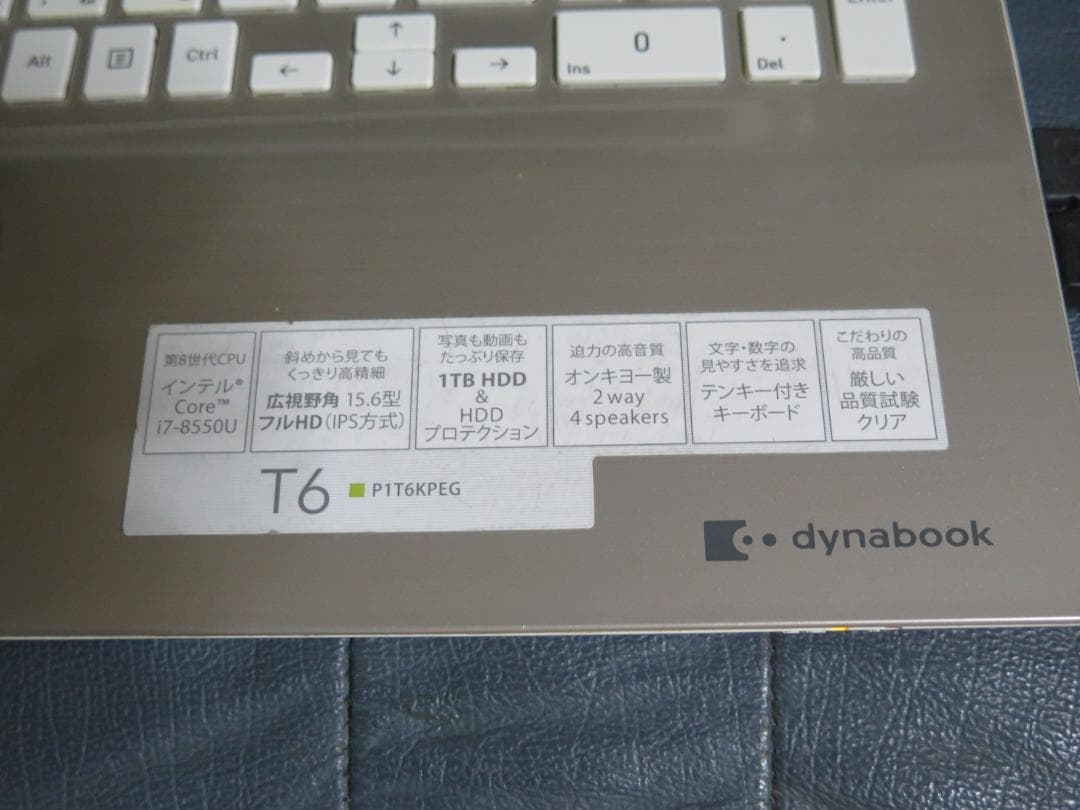 Alt
Ctrl
←
↑
↓
→
0
Ins
.
Del
第8世代CPU
インテル®
Core™
i7-8550U
斜めから見ても
くっきり高精細
広視野角 15.6型
フルHD(IPS方式)
写真も動画も
たっぷり保存
1TB HDD
&
HDD
プロテクション
迫力の高音質
オンキヨー製
2 way
4 speakers
文字・数字の
見やすさを追求
テンキー付き
キーボード
こだわりの
高品質
厳しい
品質試験
クリア
T6 P1T6KPEG
dynabook